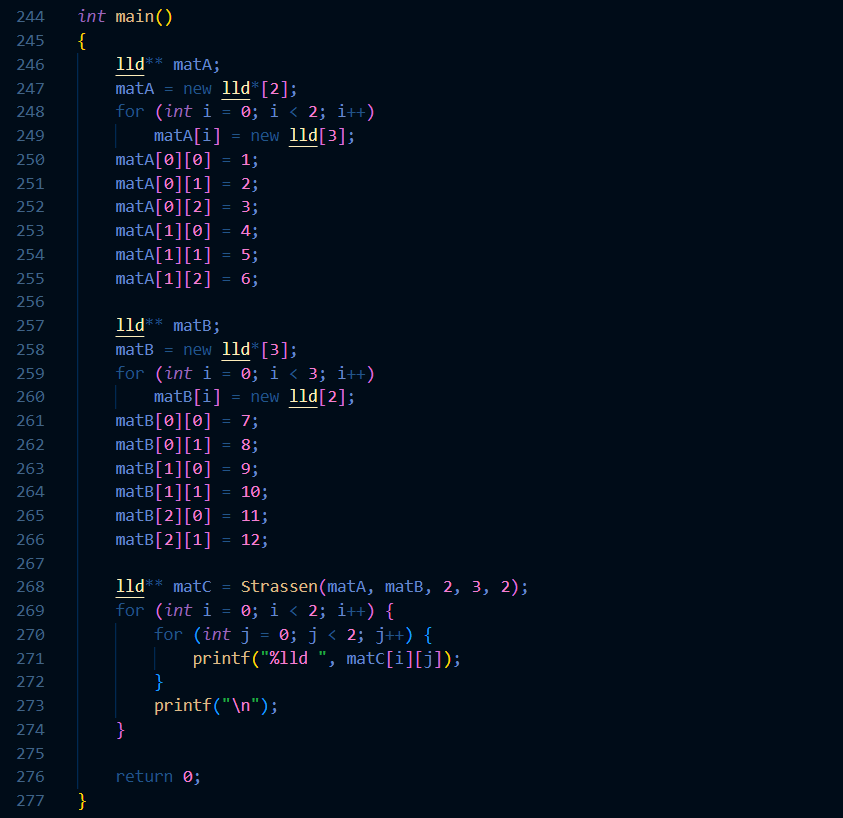 244 int main()
245 {
246 lld** matA;
247 matA = new lld*[2];
248 for (int i = 0; i < 2; i++)
249 matA[i] = new lld[3];
250 matA[0][0] = 1;
251 matA[0][1] = 2;
252 matA[0][2] = 3;
253 matA[1][0] = 4;
254 matA[1][1] = 5;
255 matA[1][2] = 6;
256
257 lld** matB;
258 matB = new lld*[3];
259 for (int i = 0; i < 3; i++)
260 matB[i] = new lld[2];
261 matB[0][0] = 7;
262 matB[0][1] = 8;
263 matB[1][0] = 9;
264 matB[1][1] = 10;
265 matB[2][0] = 11;
266 matB[2][1] = 12;
267
268 lld** matC = Strassen(matA, matB, 2, 3, 2);
269 for (int i = 0; i < 2; i++) {
270 for (int j = 0; j < 2; j++) {
271 printf("%lld ", matC[i][j]);
272 }
273 printf("\n");
274 }
275
276 return 0;
277 }